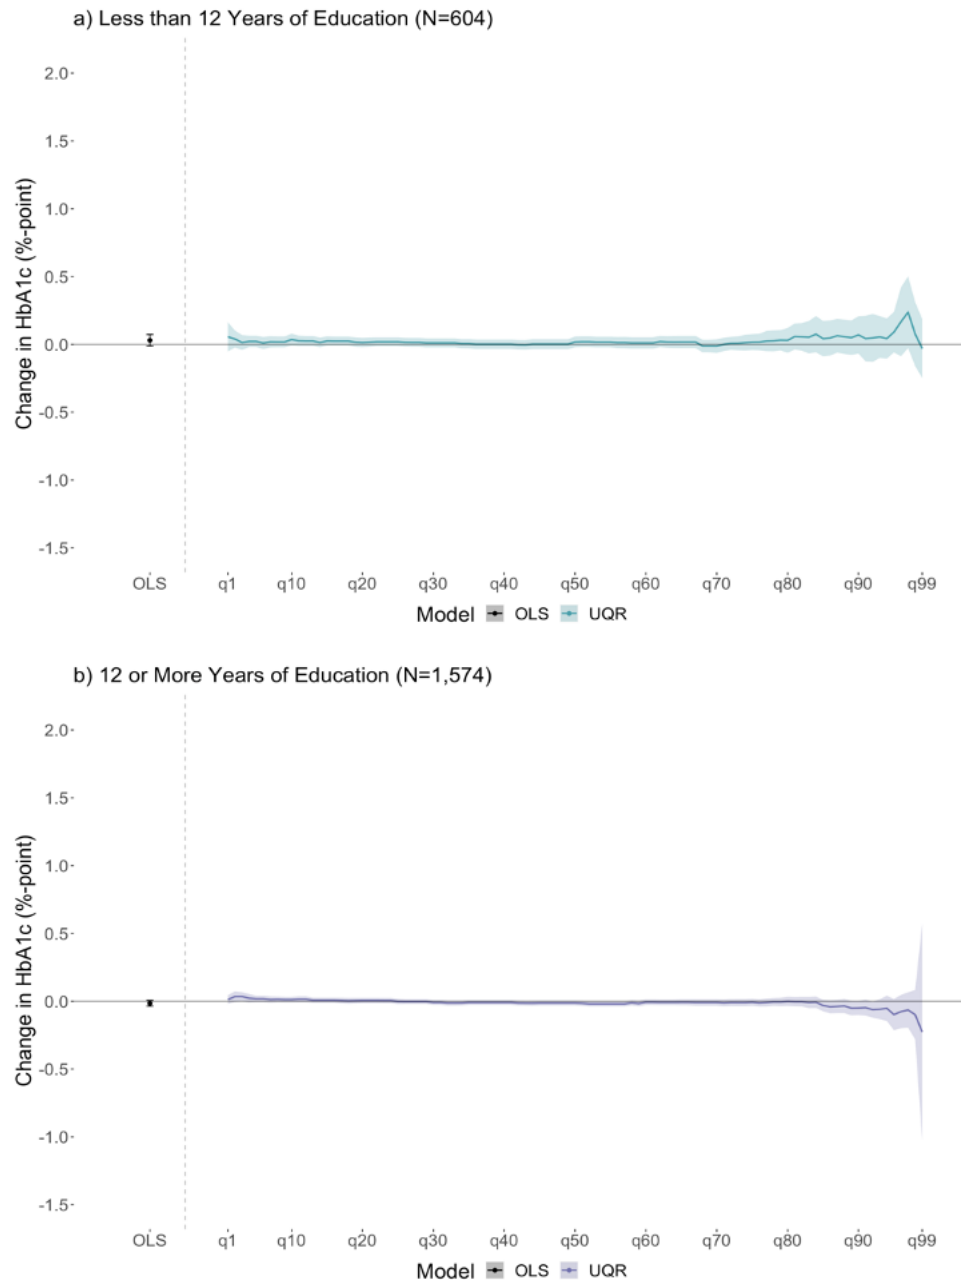 a) Less than 12 Years of Education (N=604)
2.0
1.5
1.0
0.5
0.0
-0.5
-1.0
-1.5
Change in HbA1c (%-point)
OLS q1 q10 q20 q30 q40 q50 q60 q70 q80 q90 q99
Model OLS UQR
b) 12 or More Years of Education (N=1,574)
2.0
1.5
1.0
0.5
0.0
-0.5
-1.0
-1.5
Change in HbA1c (%-point)
OLS q1 q10 q20 q30 q40 q50 q60 q70 q80 q90 q99
Model OLS UQR